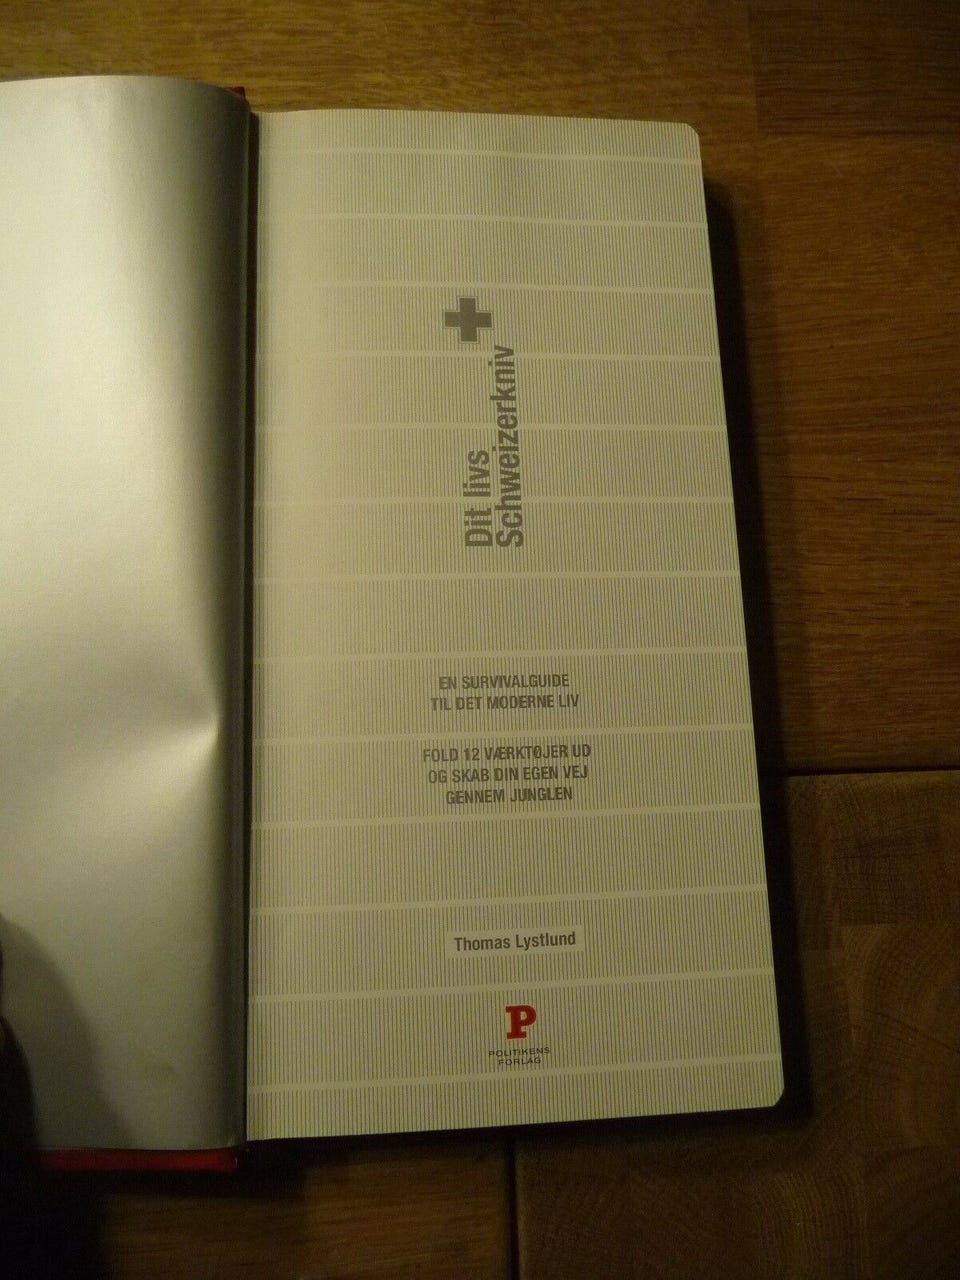 Dit livs
Schweizerkniv
EN SURVIVALGUIDE
TIL DET MODERNE LIV
FOLD 12 VÆRKTØJER UD
OG SKAB DIN EGEN VEJ
GENNEM JUNGLEN
Thomas Lystlund
P
POLITIKENS
FORLAG